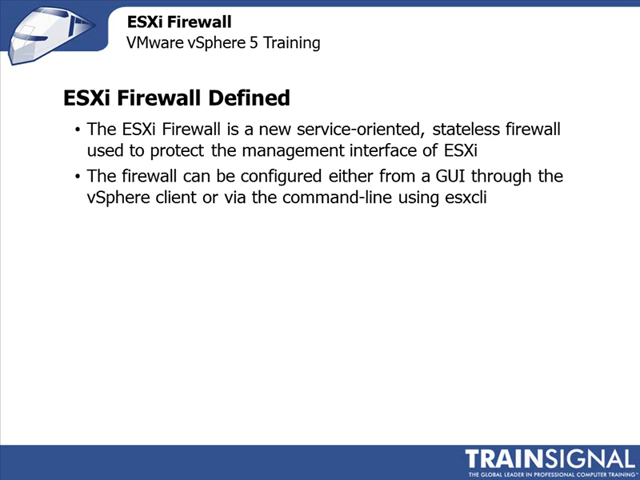 ESXi Firewall
VMware vSphere 5 Training
ESXi Firewall Defined
• The ESXi Firewall is a new service-oriented, stateless firewall
used to protect the management interface of ESXi
• The firewall can be configured either from a GUI through the
vSphere client or via the command-line using esxcli
TRAINSIGNAL
THE GLOBAL LEADER IN PROFESSIONAL COMPUTER TRAINING™